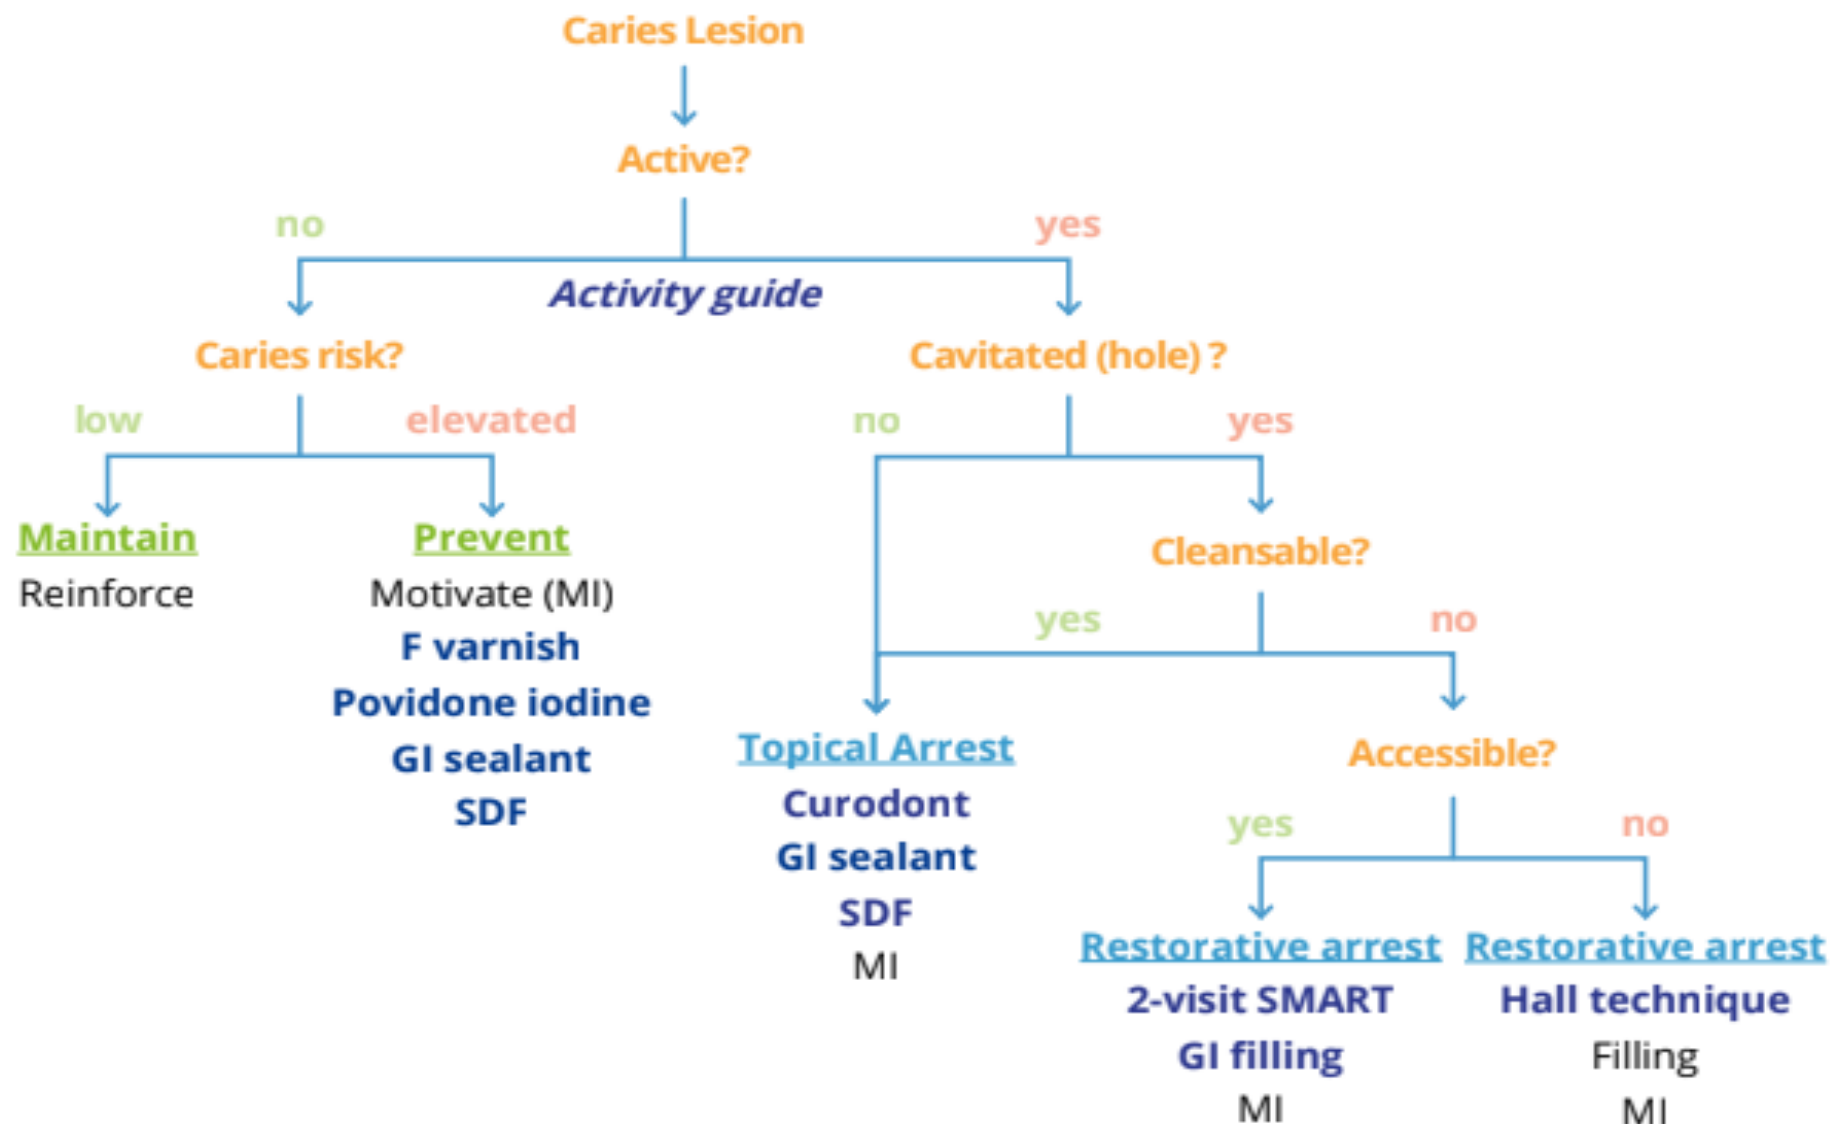 Caries Lesion
Active?
no
yes
Activity guide
Caries risk?
Cavitated (hole) ?
low
elevated
no
yes
Maintain
Reinforce
Prevent
Motivate (MI)
F varnish
Povidone iodine
GI sealant
SDF
Cleansable?
yes
no
Topical Arrest
Curodont
GI sealant
SDF
MI
Accessible?
yes
no
Restorative arrest
2-visit SMART
GI filling
MI
Restorative arrest
Hall technique
Filling
MI